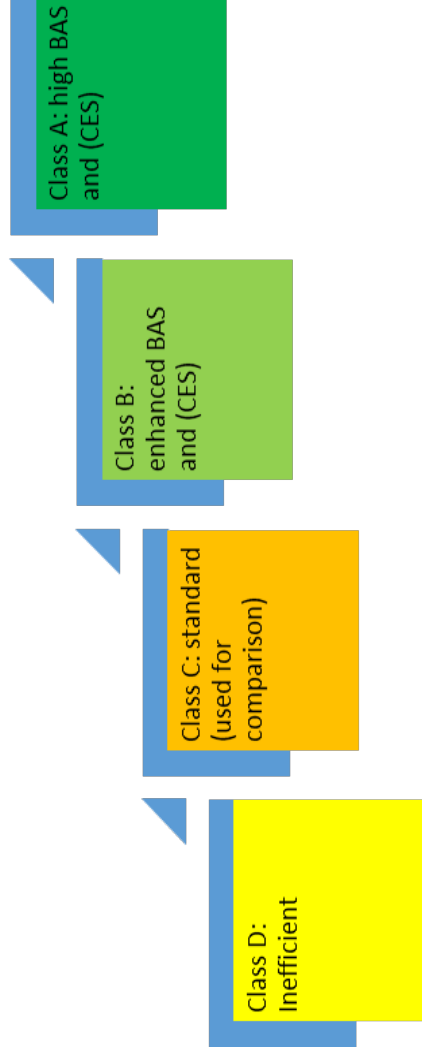 Class D:
Inefficient
Class C: standard
(used for
comparison)
Class B:
enhanced BAS
and (CES)
Class A: high BAS
and (CES)